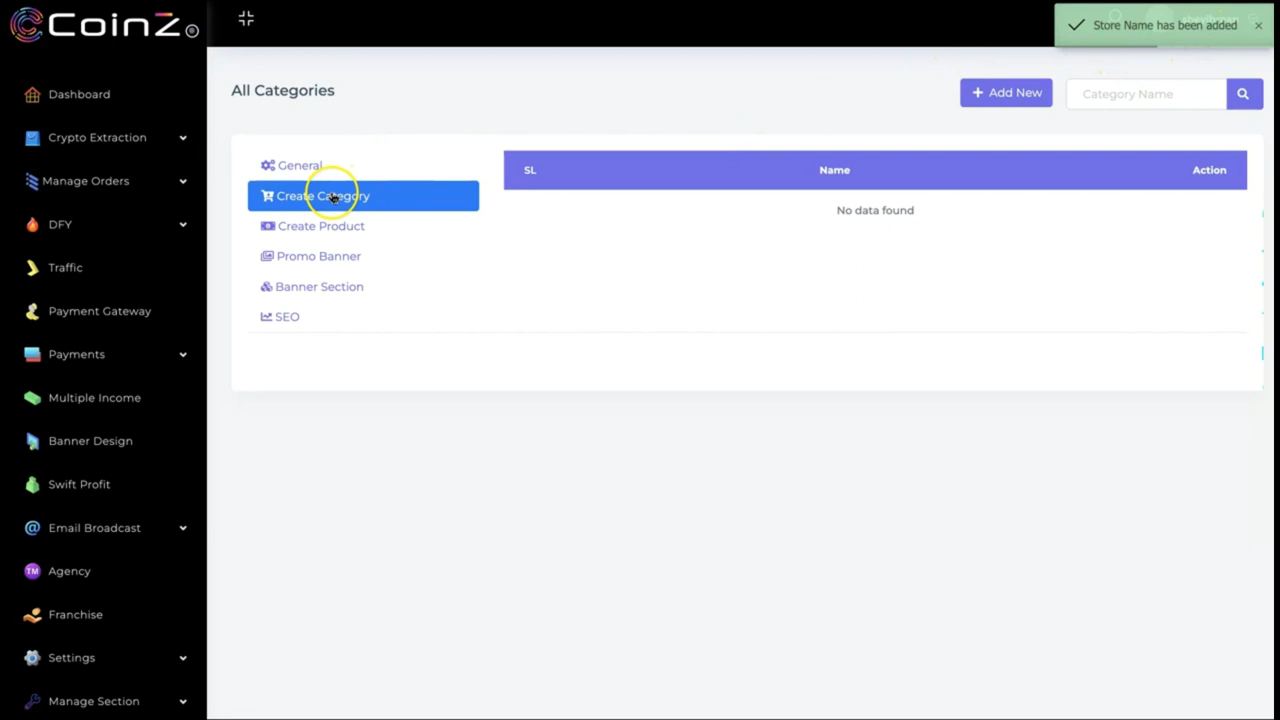 CoinZ
Store Name has been added
×
All Categories
+ Add New
Category Name
Dashboard
Crypto Extraction
Manage Orders
DFY
Traffic
Payment Gateway
Payments
Multiple Income
Banner Design
Swift Profit
Email Broadcast
TM
Agency
Franchise
Settings
Manage Section
General
Create Category
Create Product
Promo Banner
Banner Section
SEO
SL Name Action
No data found